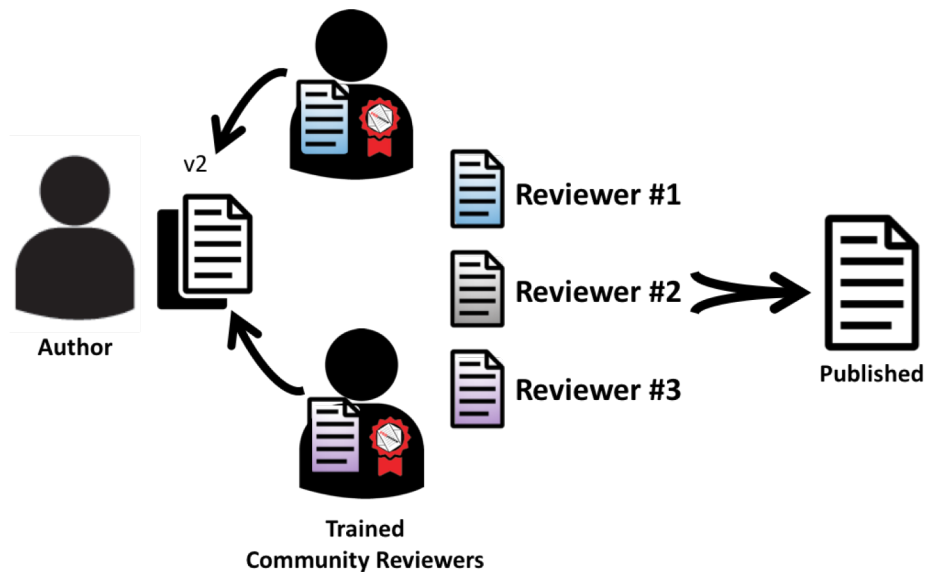 v2
Author
Reviewer #1
Reviewer #2
Reviewer #3
Published
Trained
Community Reviewers